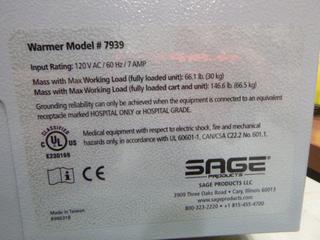 Warmer Model # 7939
Input Rating: 120 V AC / 60 Hz / 7 AMP
Mass with Max Working Load (fully loaded unit): 66.1 lb. (30 kg)
Mass with Max Working Load (fully loaded cart and unit): 146.6 lb. (66.5 kg)
Grounding reliability can only be achieved when the equipment is connected to an equivalent
receptacle marked HOSPITAL ONLY or HOSPITAL GRADE.
CLASSIFIED
C UL US
E230169
Medical equipment with respect to electric shock, fire and mechanical
hazards only, in accordance with UL 60601-1, CAN/CSA C22.2 No. 601.1.
CE
SAGE
PRODUCTS
SAGE PRODUCTS LLC
3909 Three Oaks Road • Cary, Illinois 60013
800-323-2220 • +1 815-455-4700
Made in Taiwan